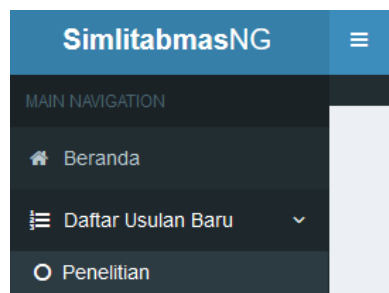 SimlitabmasNG
MAIN NAVIGATION
Beranda
Daftar Usulan Baru
Penelitian